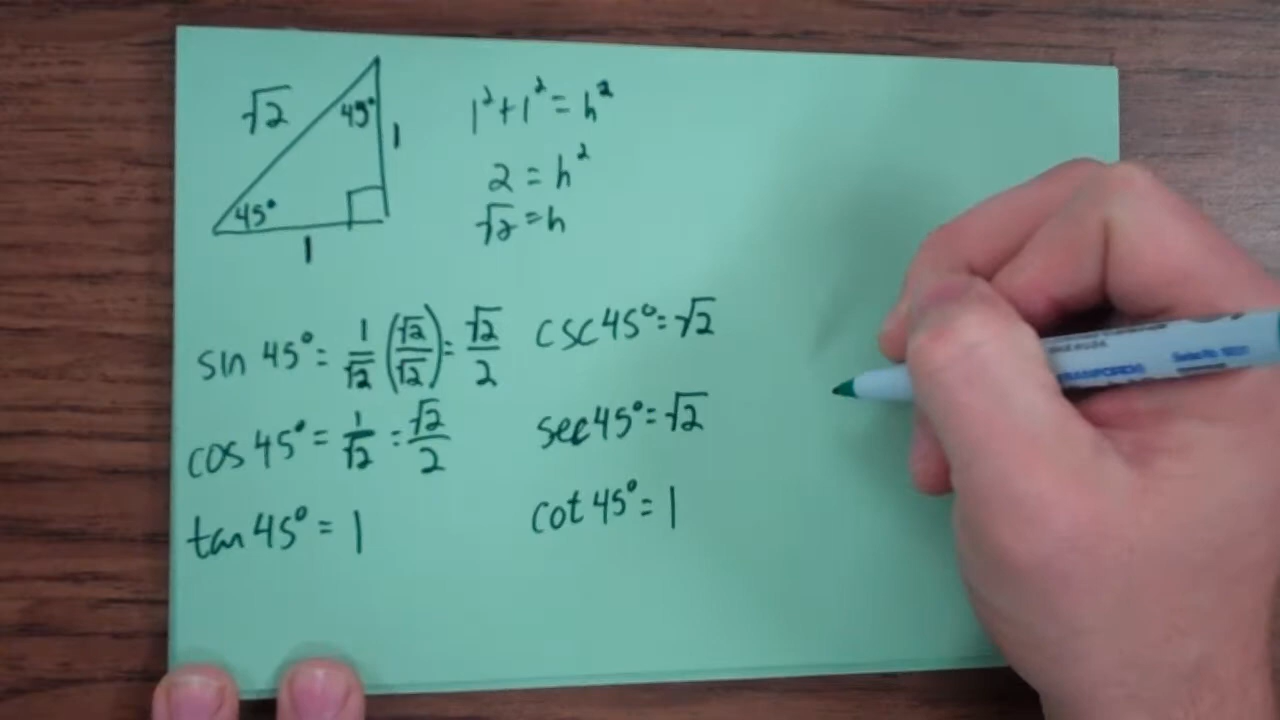 √2
45°
1
45°
1
1² + 1² = h²
2 = h²
√2 = h
sin 45° = 1/√2 (√2/√2) = √2/2
csc 45° = √2
cos 45° = 1/√2 = √2/2
sec 45° = √2
tan 45° = 1
cot 45° = 1